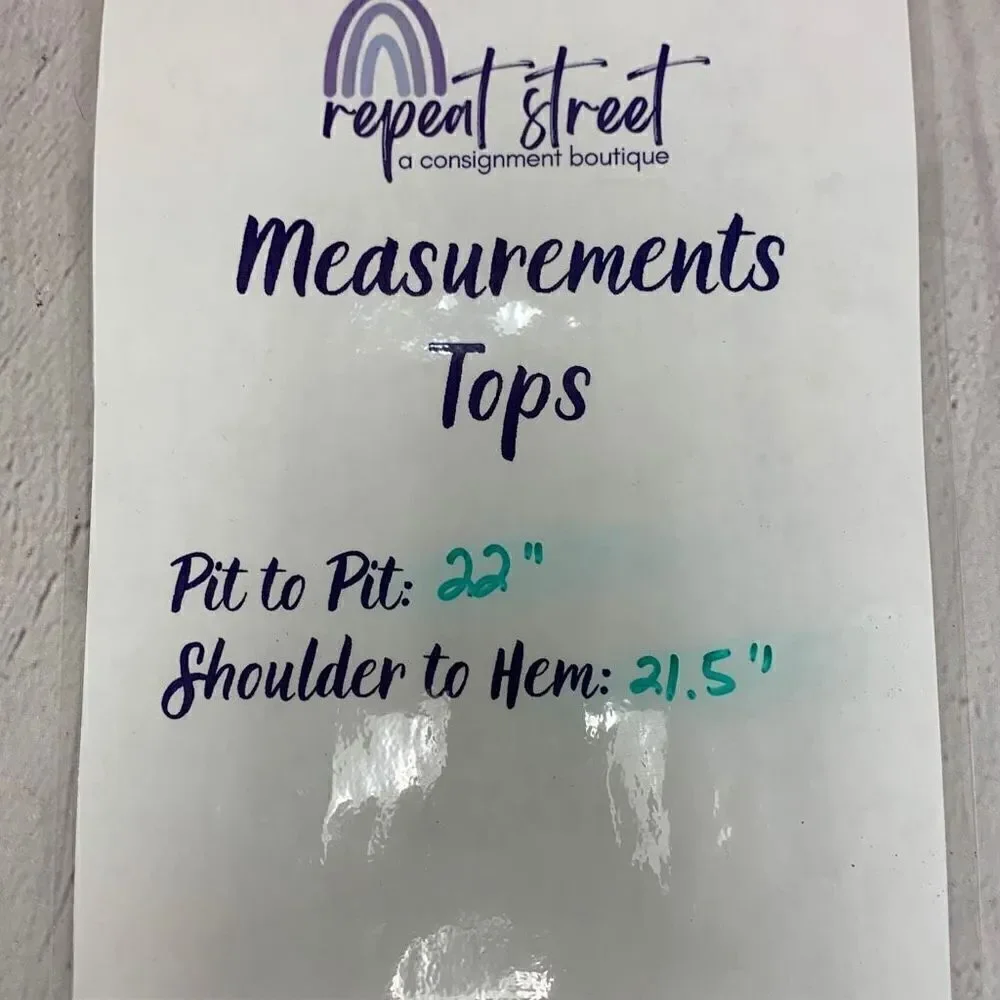 repeat street
a consignment boutique
Measurements
Tops
Pit to Pit: 22"
Shoulder to Hem: 21.5"